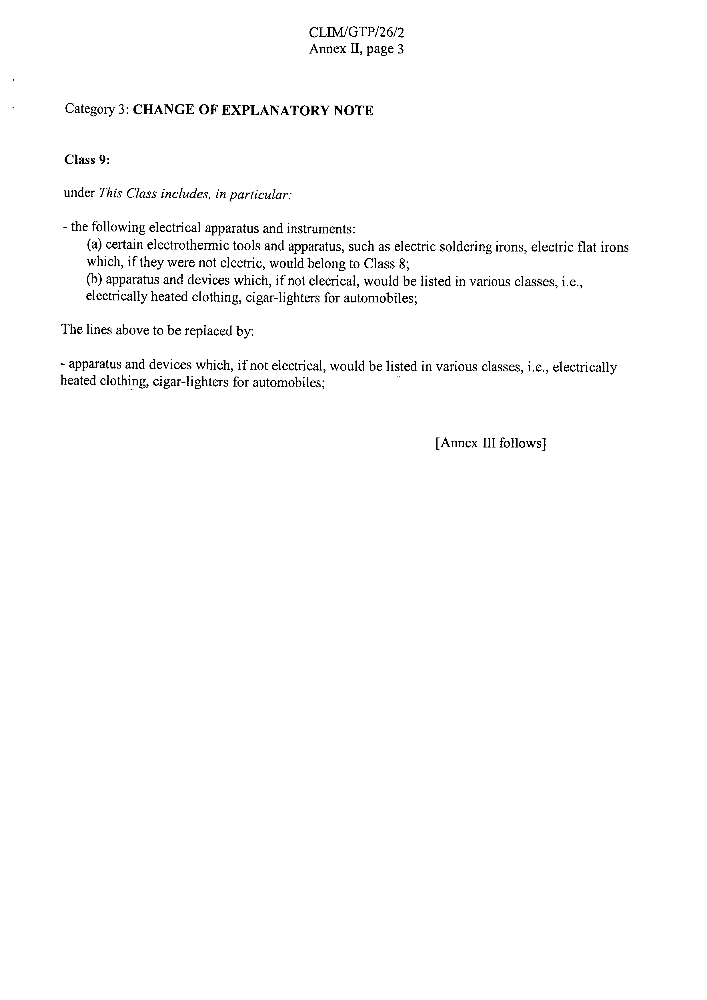 CLIM/GTP/26/2
Annex II, page 3
Category 3: CHANGE OF EXPLANATORY NOTE
Class 9:
under This Class includes, in particular:
- the following electrical apparatus and instruments:
(a) certain electrothermic tools and apparatus, such as electric soldering irons, electric flat irons
which, if they were not electric, would belong to Class 8;
(b) apparatus and devices which, if not elecrical, would be listed in various classes, i.e.,
electrically heated clothing, cigar-lighters for automobiles;
The lines above to be replaced by:
- apparatus and devices which, if not electrical, would be listed in various classes, i.e., electrically
heated clothing, cigar-lighters for automobiles;
[Annex III follows]